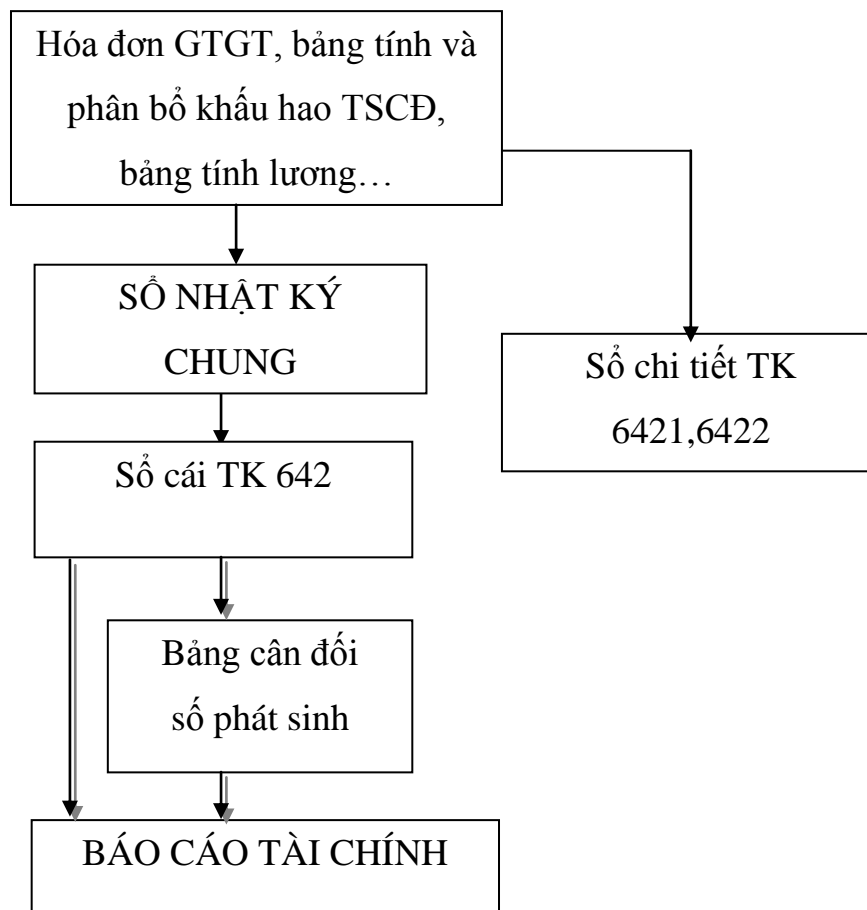 Hóa đơn GTGT, bảng tính và
phân bổ khấu hao TSCĐ,
bảng tính lương…
SỔ NHẬT KÝ
CHUNG
Sổ chi tiết TK
6421,6422
Sổ cái TK 642
Bảng cân đối
số phát sinh
BÁO CÁO TÀI CHÍNH